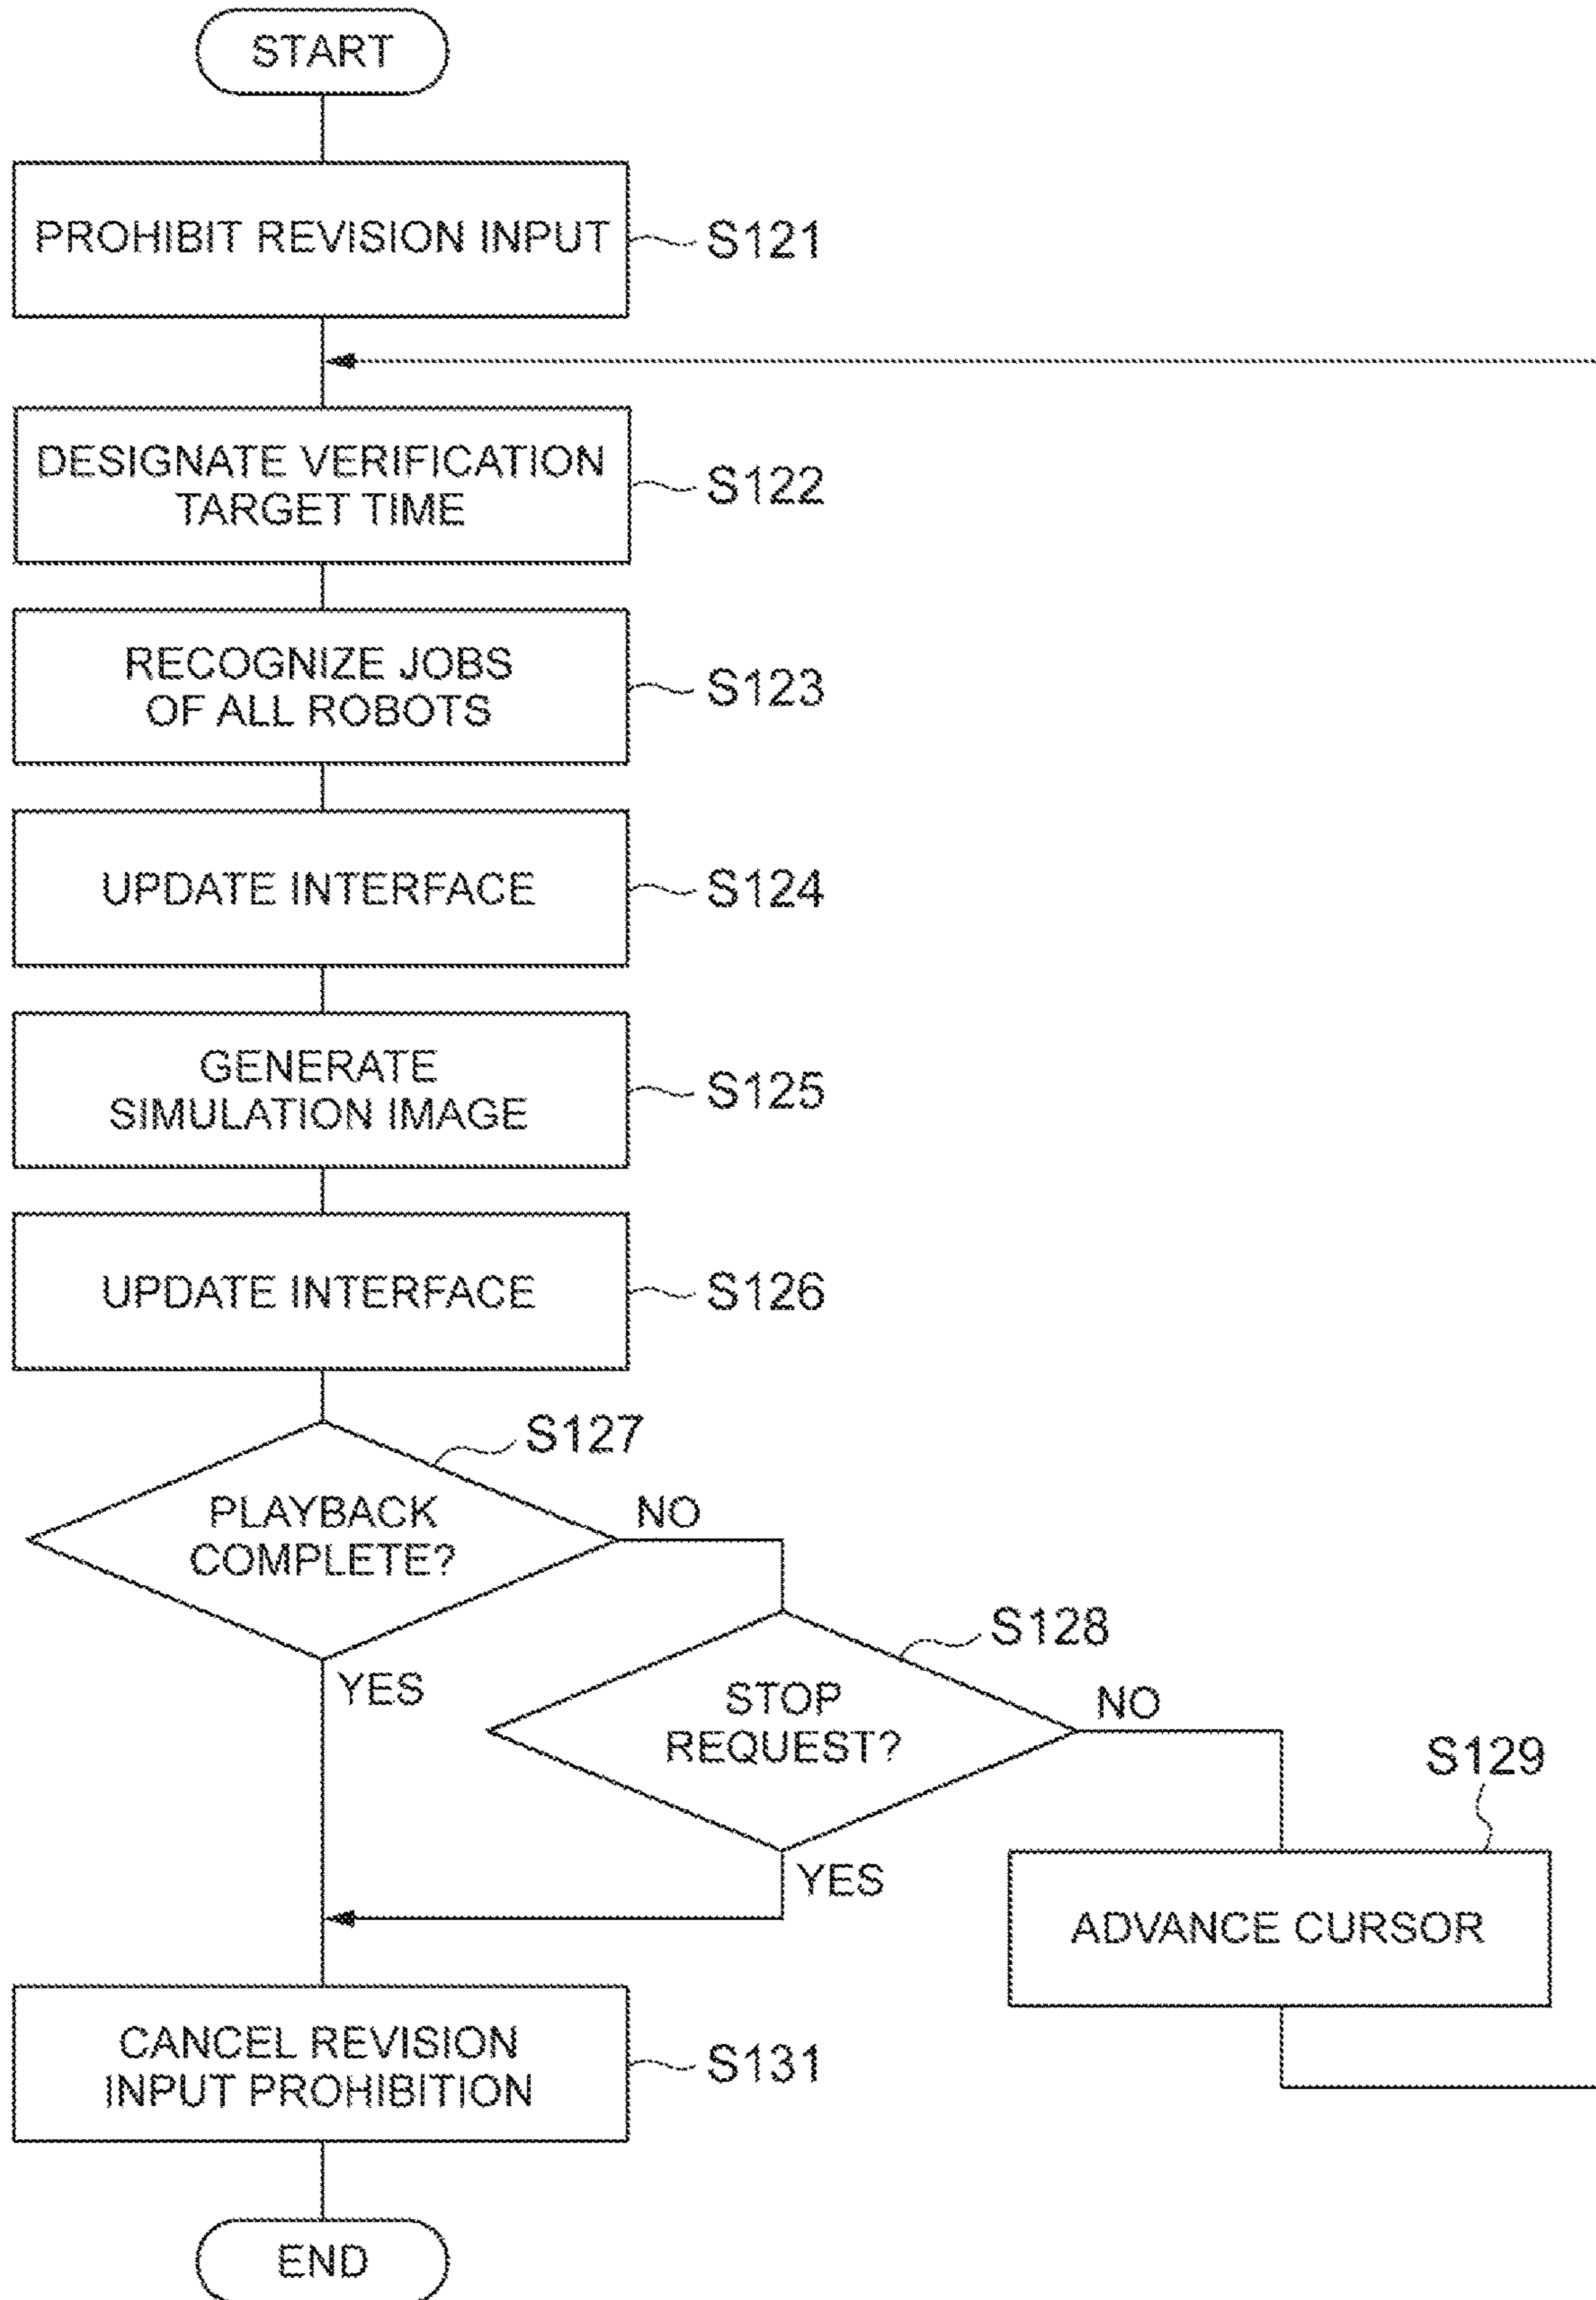 START
PROHIBIT REVISION INPUT
S121
DESIGNATE VERIFICATION
TARGET TIME
S122
RECOGNIZE JOBS
OF ALL ROBOTS
S123
UPDATE INTERFACE
S124
GENERATE
SIMULATION IMAGE
S125
UPDATE INTERFACE
S126
S127
PLAYBACK
COMPLETE?
NO
YES
S128
STOP
REQUEST?
NO
YES
S129
ADVANCE CURSOR
CANCEL REVISION
INPUT PROHIBITION
S131
END